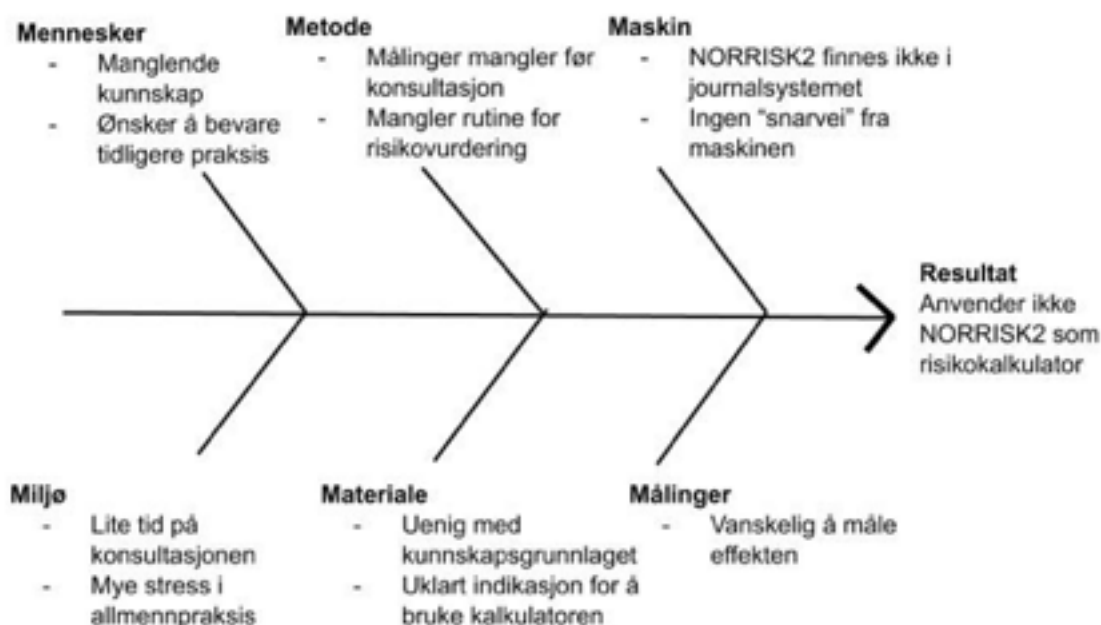 Mennesker
- Manglende
kunnskap
- Ønsker å bevare
tidligere praksis
Metode
- Målinger mangler før
konsultasjon
- Mangler rutine for
risikovurdering
Maskin
- NORRISK2 finnes ikke i
journalsystemet
- Ingen “snarvei” fra
maskinen
Resultat
Anvender ikke
NORRISK2 som
risikokalkulator
Miljø
- Lite tid på
konsultasjonen
- Mye stress i
allmennpraksis
Materiale
- Uenig med
kunnskapsgrunnlaget
- Uklart indikasjon for å
bruke kalkulatoren
Målinger
- Vanskelig å måle
effekten